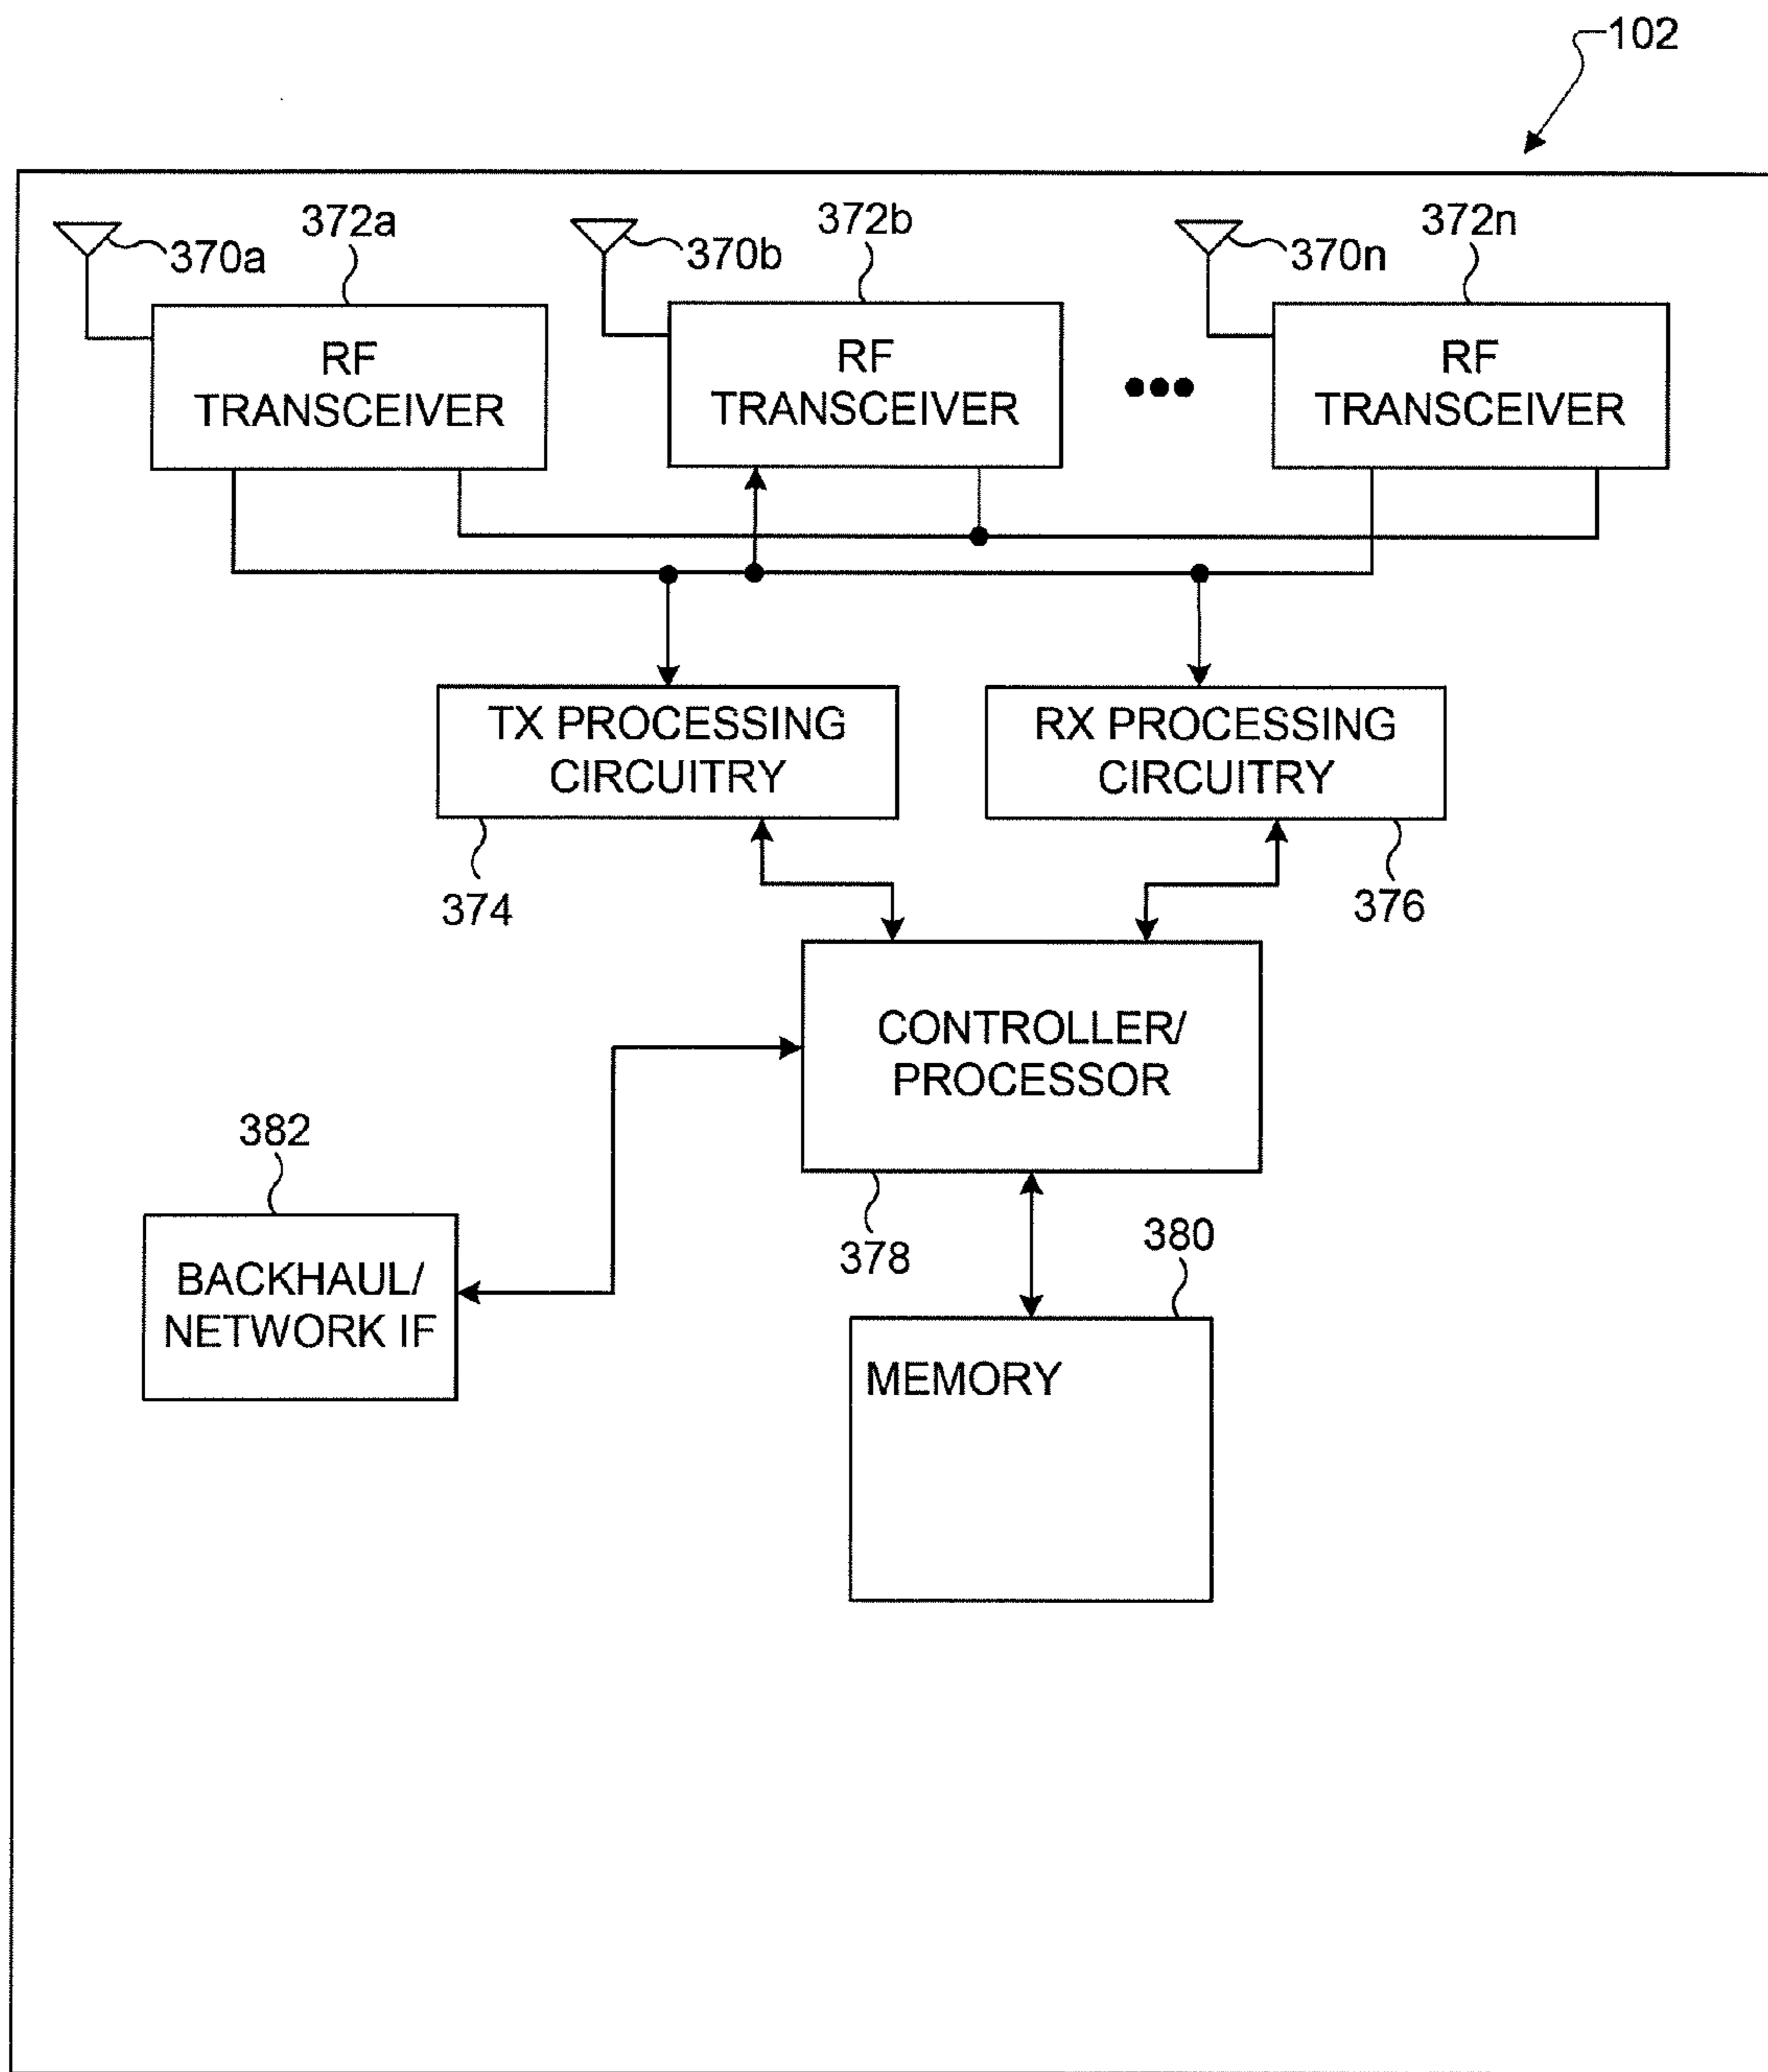 102
372a
372b
372n
370a
370b
370n
RF
TRANSCEIVER
RF
TRANSCEIVER
RF
TRANSCEIVER
TX PROCESSING
CIRCUITRY
RX PROCESSING
CIRCUITRY
374
376
CONTROLLER/
PROCESSOR
382
378
380
BACKHAUL/
NETWORK IF
MEMORY